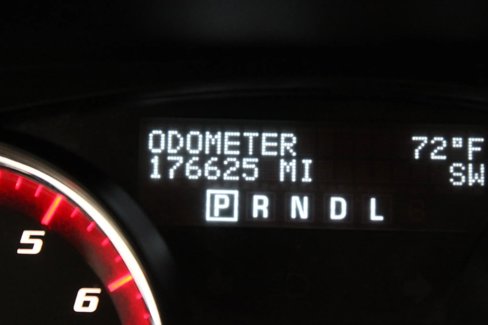 ODOMETER 72°F
176625 MI SW
P R N D L
5
6